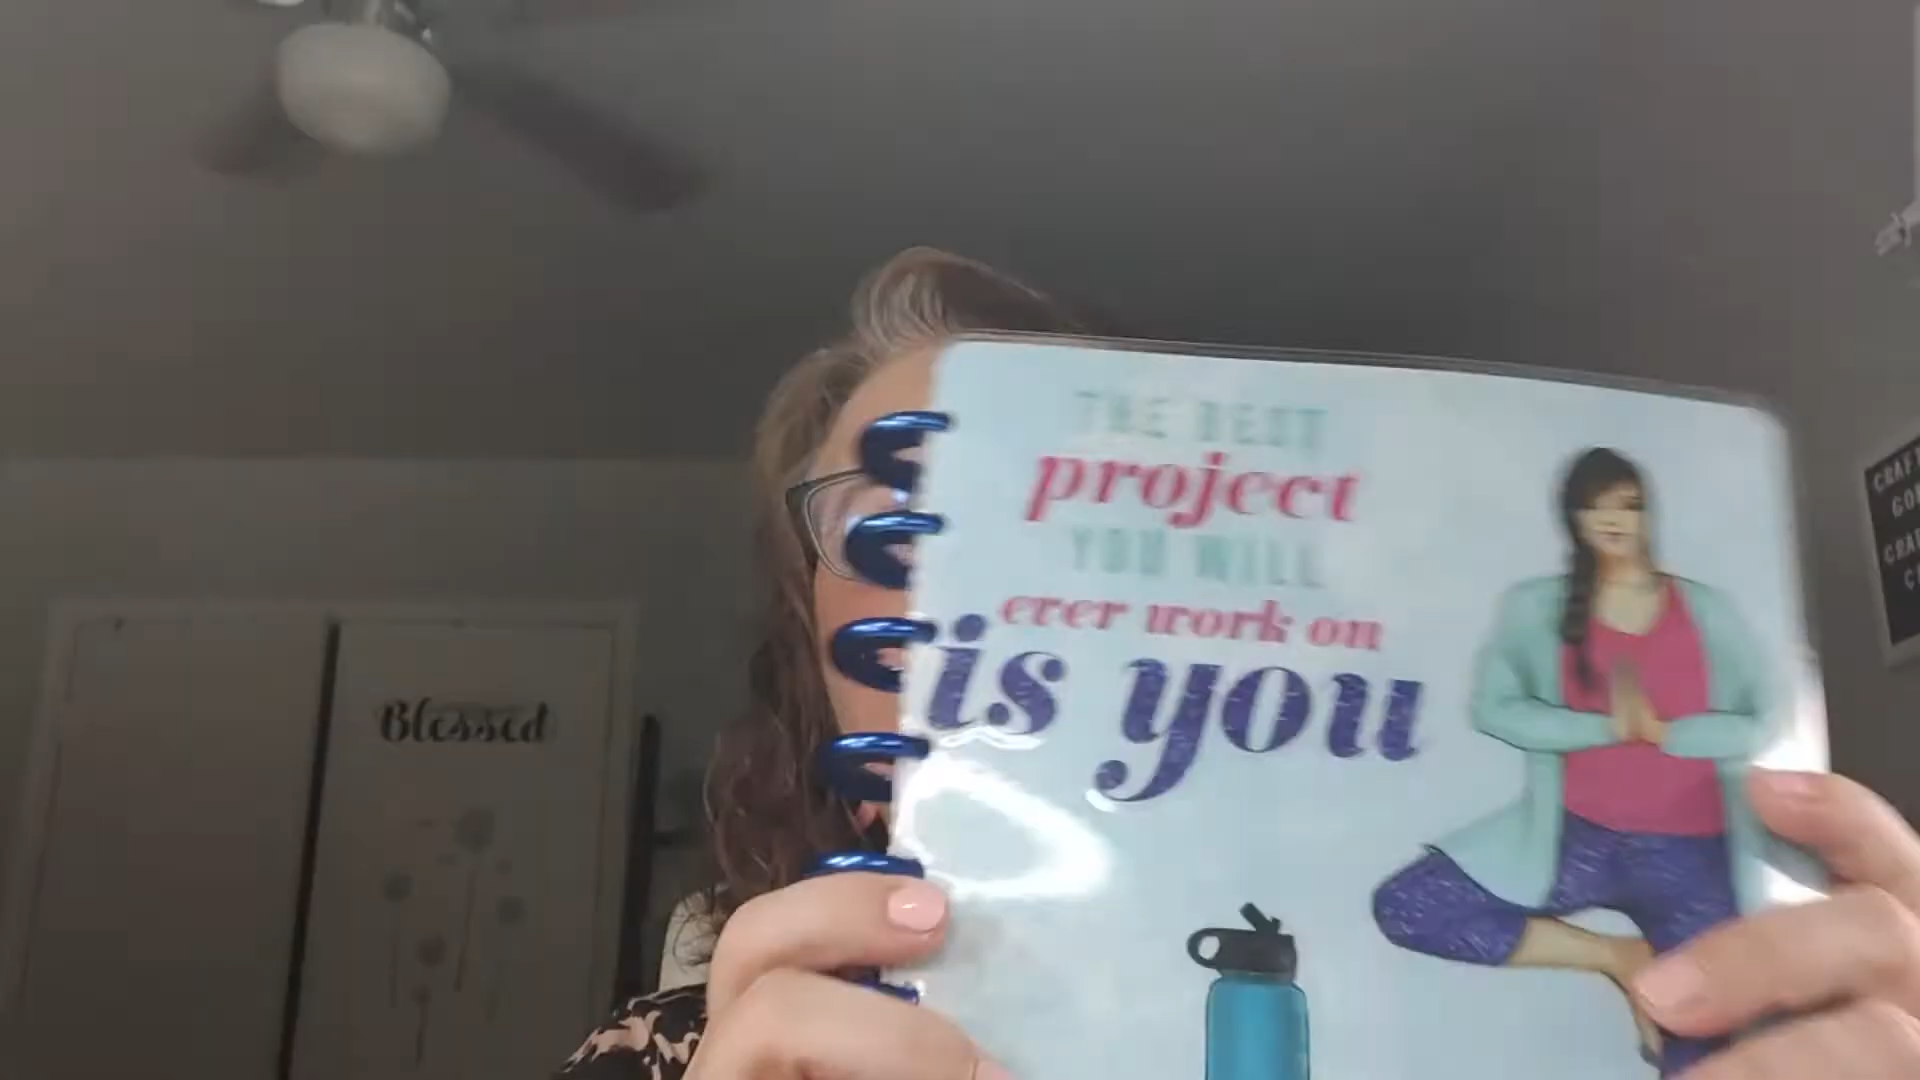 THE BEST
project
YOU WILL
ever work on
is you
Blessed